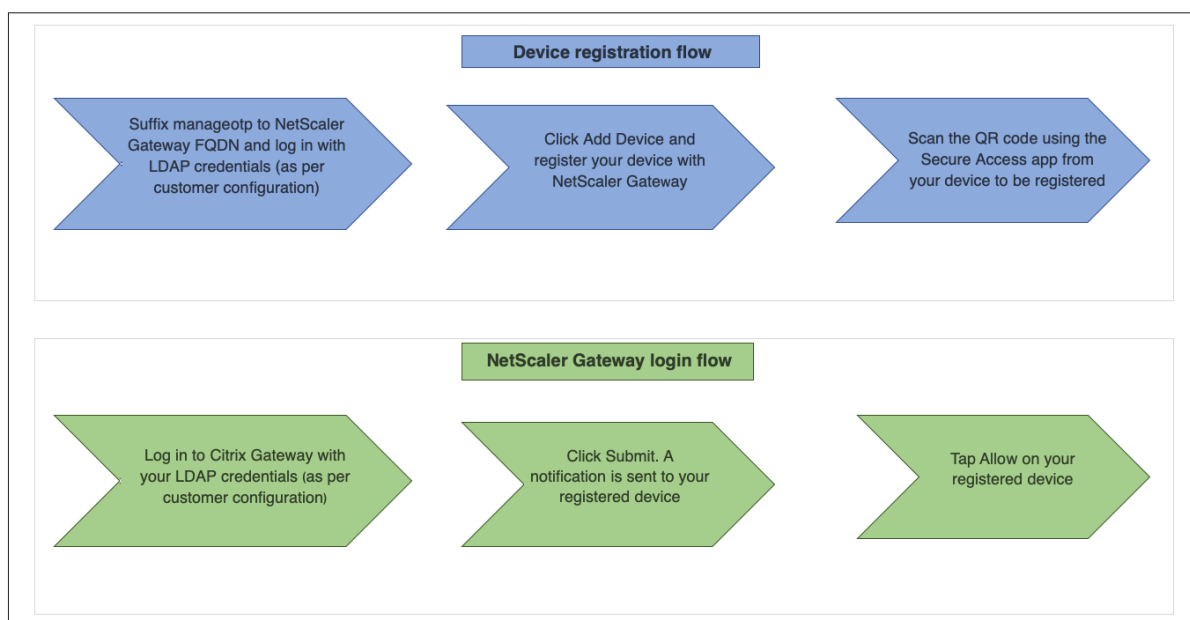 Device registration flow
Suffix manageotp to NetScaler
Gateway FQDN and log in with
LDAP credentials (as per
customer configuration)
Click Add Device and
register your device with
NetScaler Gateway
Scan the QR code using the
Secure Access app from
your device to be registered
NetScaler Gateway login flow
Log in to Citrix Gateway with
your LDAP credentials (as per
customer configuration)
Click Submit. A
notification is sent to your
registered device
Tap Allow on your
registered device